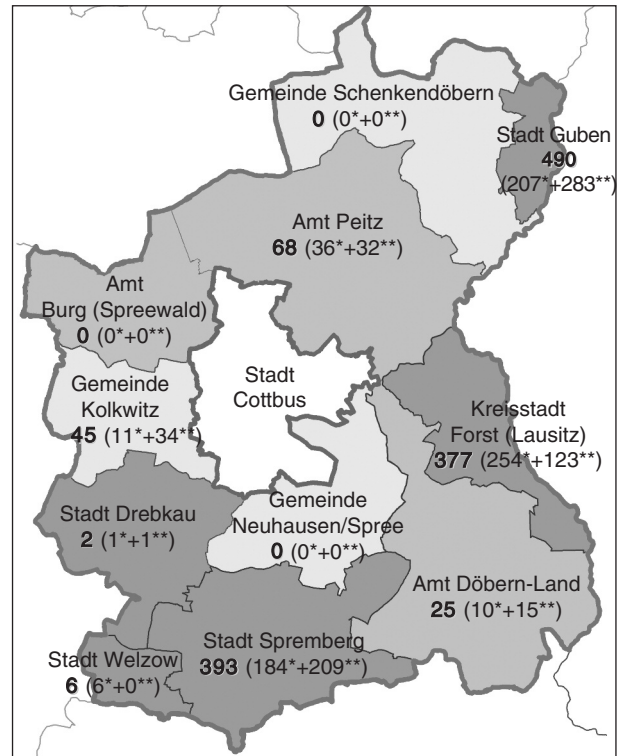 Gemeinde Schenkendöbern
0 (0*+0**)
Stadt Guben
490
(207*+283**)
Amt Peitz
68 (36*+32**)
Amt
Burg (Spreewald)
0 (0*+0**)
Gemeinde
Kolkwitz
45 (11*+34**)
Stadt
Cottbus
Kreisstadt
Forst (Lausitz)
377 (254*+123**)
Stadt Drebkau
2 (1*+1**)
Gemeinde
Neuhausen/Spree
0 (0*+0**)
Amt Döbern-Land
25 (10*+15**)
Stadt Welzow
6 (6*+0**)
Stadt Spremberg
393 (184*+209**)